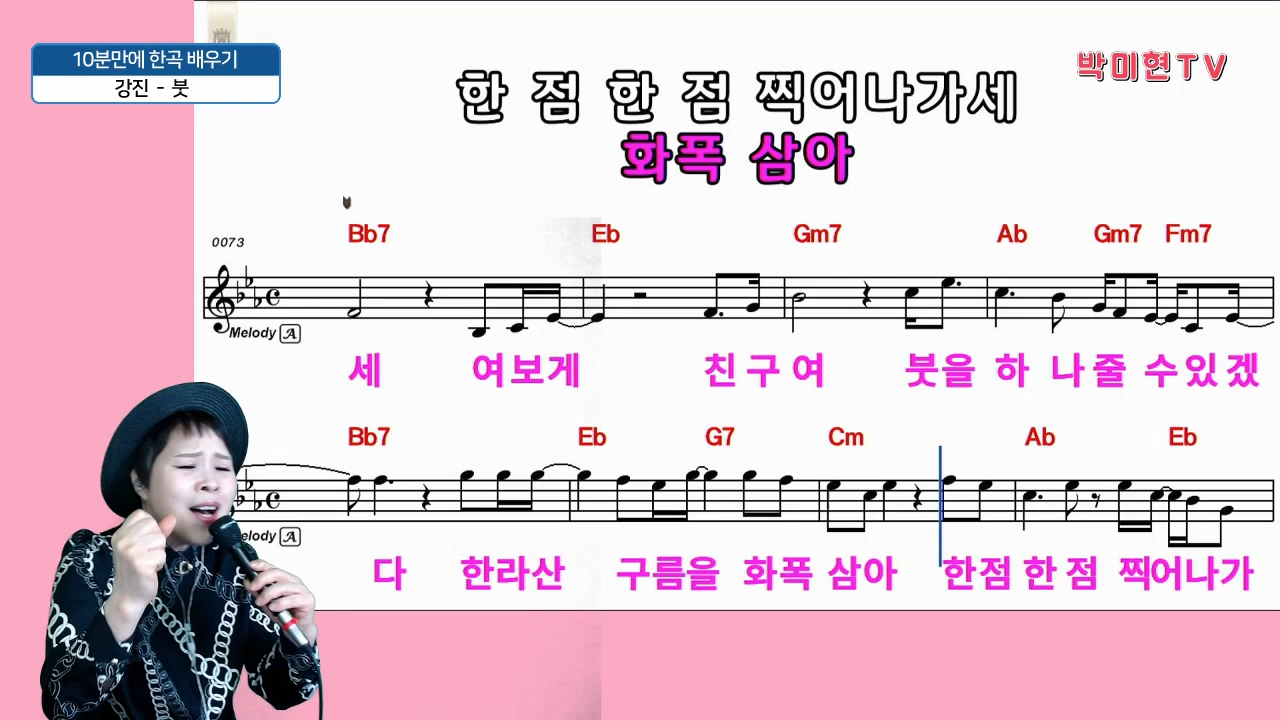 10분만에 한곡 배우기
강진 - 붓
박미현TV
한 점 한 점 찍어나가세
화폭 삼아
0073
Bb7 Eb Gm7 Ab Gm7 Fm7
Melody A
세 여보게 친구여 붓을 하 나줄 수있겠
Bb7 Eb G7 Cm Ab Eb
elody A
다 한라산 구름을 화폭 삼아 한점 한 점 찍어나가